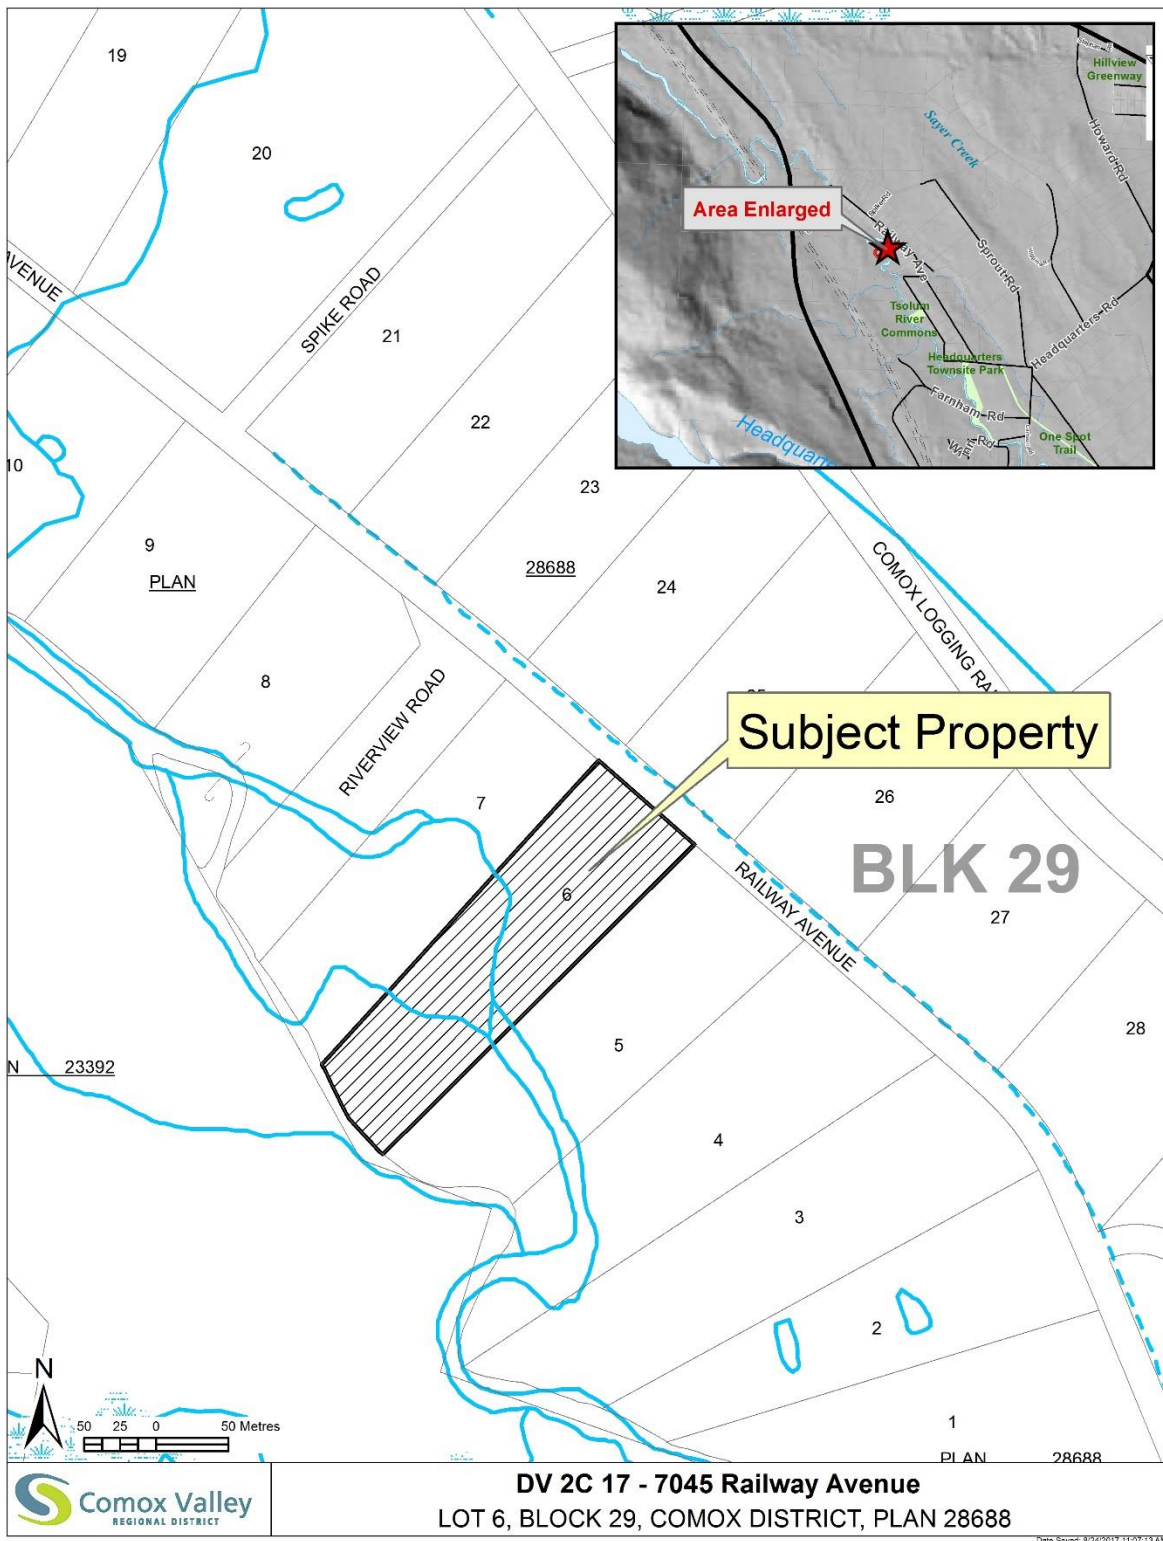 19
20
Hillview
Greenway
Howard Rd
Sayer Creek
Area Enlarged
Railway Ave
Sprout Rd
Tsolum
River
Commons
Headquarters Rd
Headquarters
Townsite Park
Farnham Rd
One Spot
Trail
Headquarte
AVENUE
SPIKE ROAD
21
22
23
10
9
PLAN
28688
24
COMOX LOGGING RA
8
RIVERVIEW ROAD
Subject Property
7
26
BLK 29
6
RAILWAY AVENUE
27
28
5
N 23392
4
3
2
1
PLAN 28688
N
50 25 0 50 Metres
Comox Valley
REGIONAL DISTRICT
DV 2C 17 - 7045 Railway Avenue
LOT 6, BLOCK 29, COMOX DISTRICT, PLAN 28688